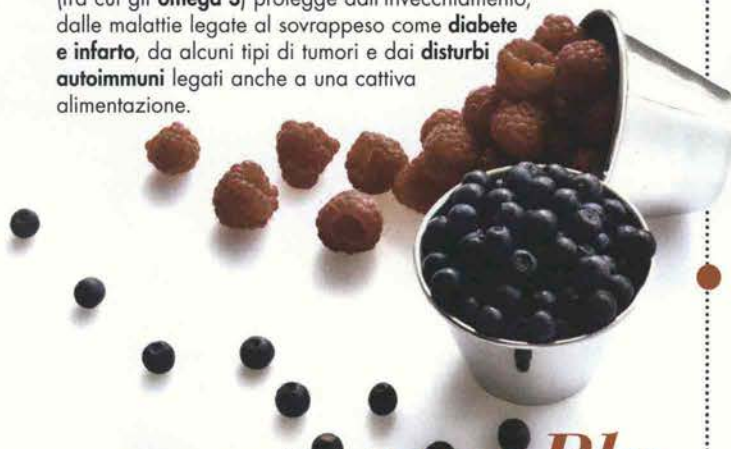 (tra cui gli omega 3) protegge dall'invecchiamento,
dalle malattie legate al sovrappeso come diabete
e infarto, da alcuni tipi di tumori e dai disturbi
autoimmuni legati anche a una cattiva
alimentazione.